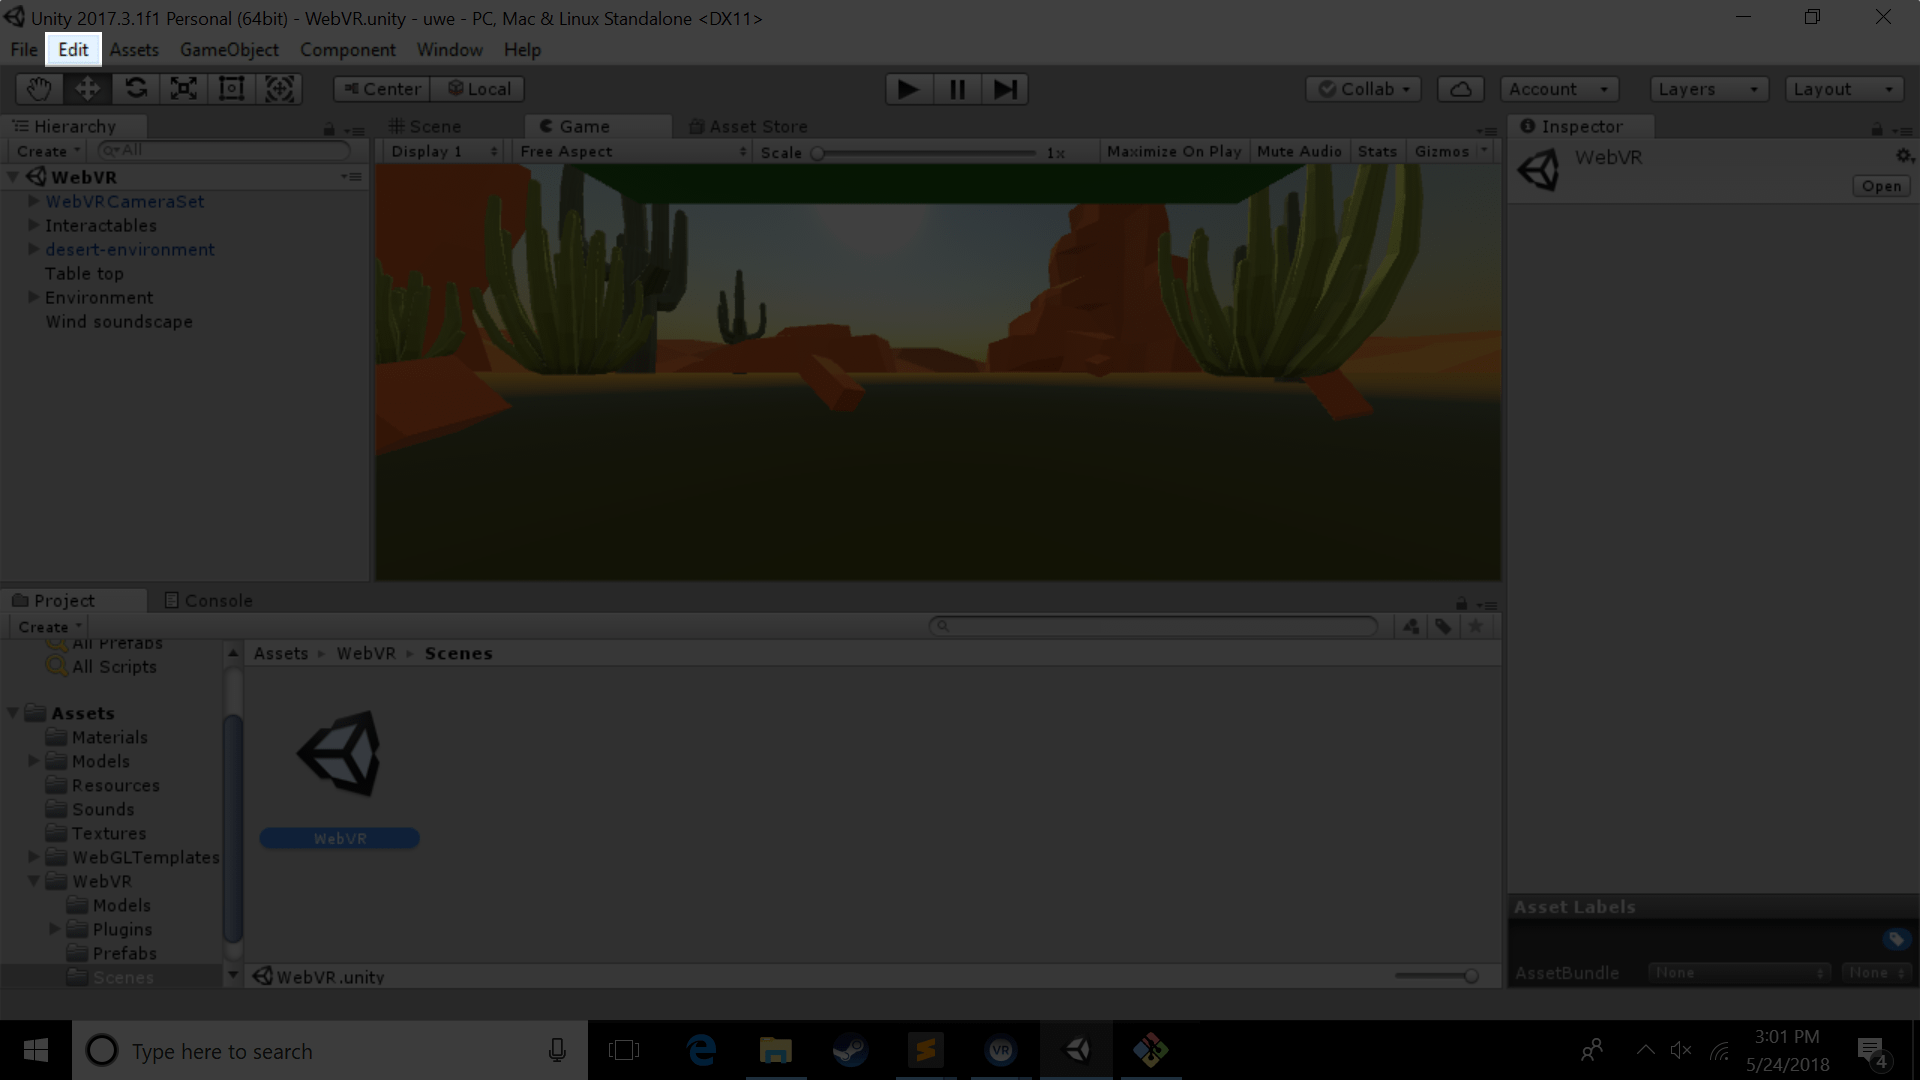 Unity 2017.3.1f1 Personal (64bit) - WebVR.unity - uwe - PC, Mac & Linux Standalone <DX11>
File Edit Assets GameObject Component Window Help
Center Local Collab Account Layers Layout
Hierarchy Scene Game Asset Store Inspector
Create All Display 1 Free Aspect Scale 1x Maximize On Play Mute Audio Stats Gizmos WebVR
Open
WebVR
WebVRCameraSet
Interactables
desert-environment
Table top
Environment
Wind soundscape
Project Console
Create
All Prefabs
All Scripts
Assets WebVR Scenes
Assets
Materials
Models
Resources
Sounds
Textures
WebGLTemplates
WebVR
Models
Plugins
Prefabs
Scenes
WebVR
WebVR.unity
Asset Labels
AssetBundle None None
Type here to search
VR
3:01 PM
5/24/2018
4